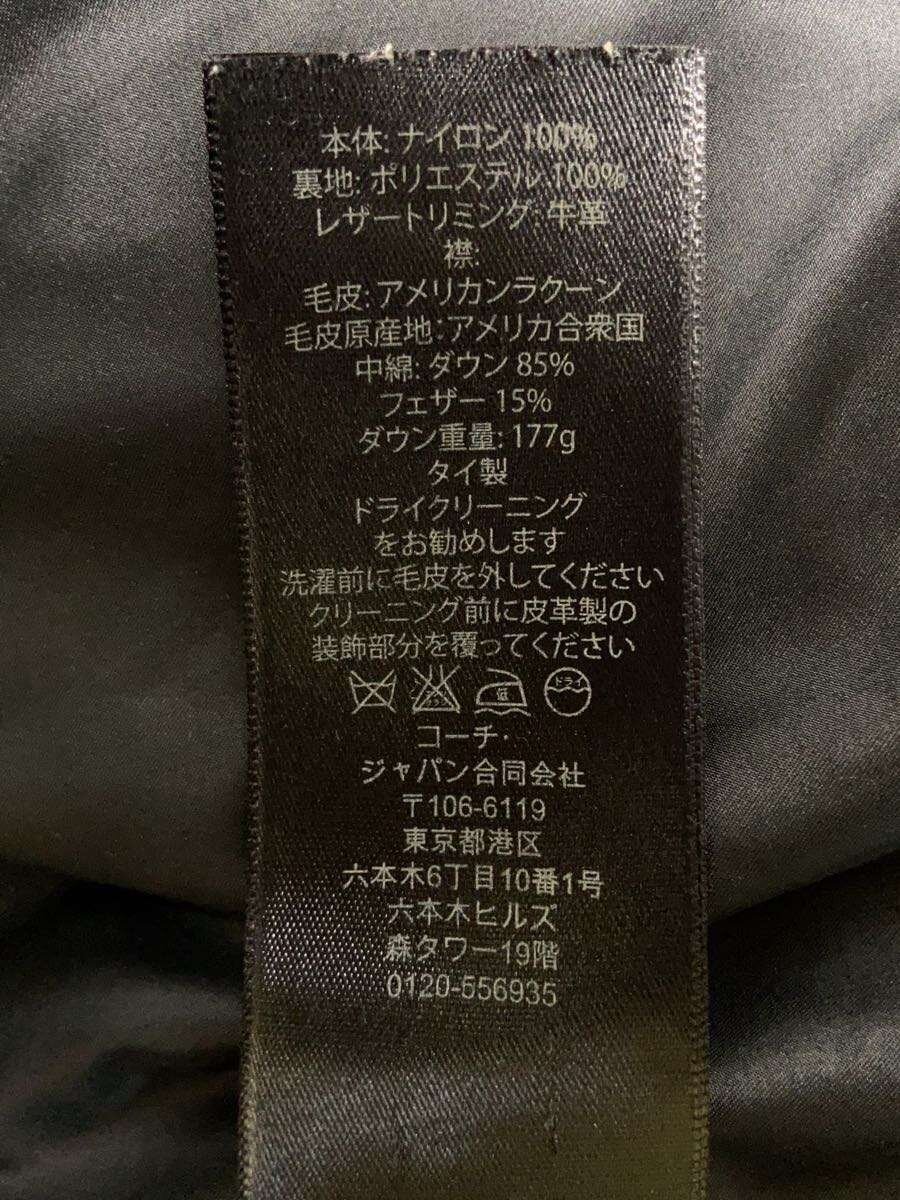 本体: ナイロン 100%
裏地: ポリエステル 100%
レザートリミング: 牛革
襟:
毛皮: アメリカンラクーン
毛皮原産地: アメリカ合衆国
中綿: ダウン 85%
フェザー 15%
ダウン重量: 177g
タイ製
ドライクリーニング
をお勧めします
洗濯前に毛皮を外してください
クリーニング前に皮革製の
装飾部分を覆ってください
低 ドライ
コーチ・
ジャパン合同会社
〒106-6119
東京都港区
六本木6丁目10番1号
六本木ヒルズ
森タワー19階
0120-556935